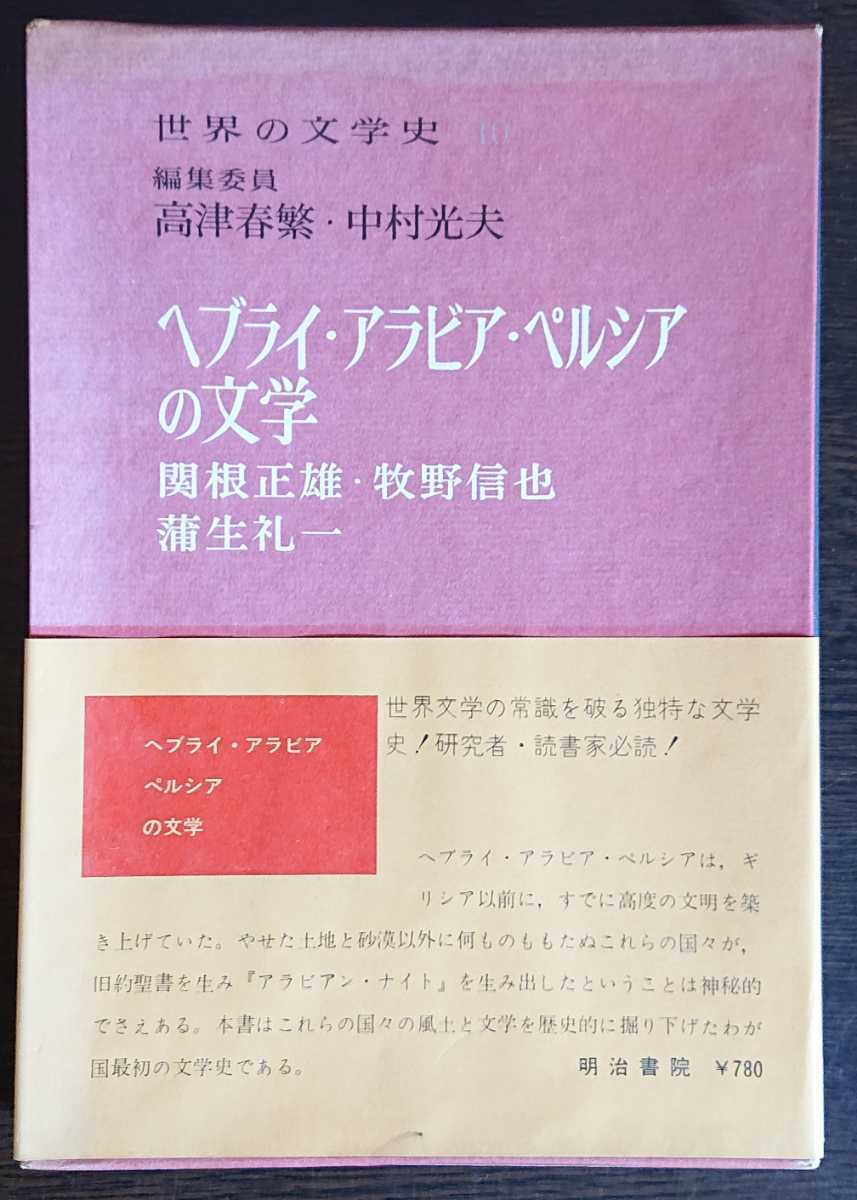 世界の文学史 10
編集委員
高津春繁・中村光夫
ヘブライ・アラビア・ペルシア
の文学
関根正雄・牧野信也
蒲生礼一
ヘブライ・アラビア
ペルシア
の文学
世界文学の常識を破る独特な文学
史！研究者・読書家必読！
ヘブライ・アラビア・ペルシアは，ギ
リシア以前に，すでに高度の文明を築
き上げていた。やせた土地と砂漠以外に何ものももたぬこれらの国々が，
旧約聖書を生み『アラビアン・ナイト』を生み出したということは神秘的
でさえある。本書はこれらの国々の風土と文学を歴史的に掘り下げたわが
国最初の文学史である。
明治書院 ￥780